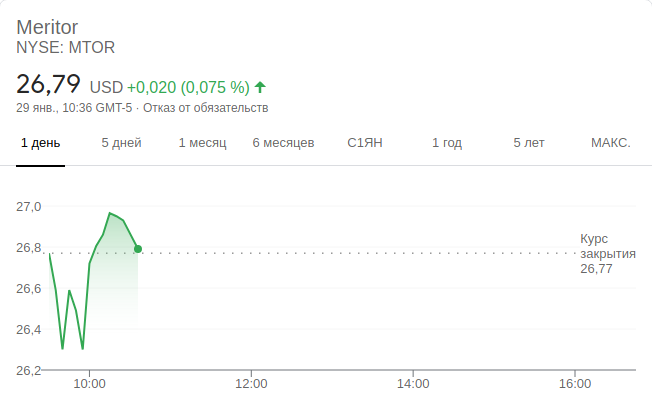 Meritor
NYSE: MTOR
26,79 USD +0,020 (0,075 %)
29 янв., 10:36 GMT-5 · Отказ от обязательств
1 день 5 дней 1 месяц 6 месяцев С1ЯН 1 год 5 лет МАКС.
27,0
26,8
26,6
26,4
26,2
Курс
закрытия
26,77
10:00 12:00 14:00 16:00